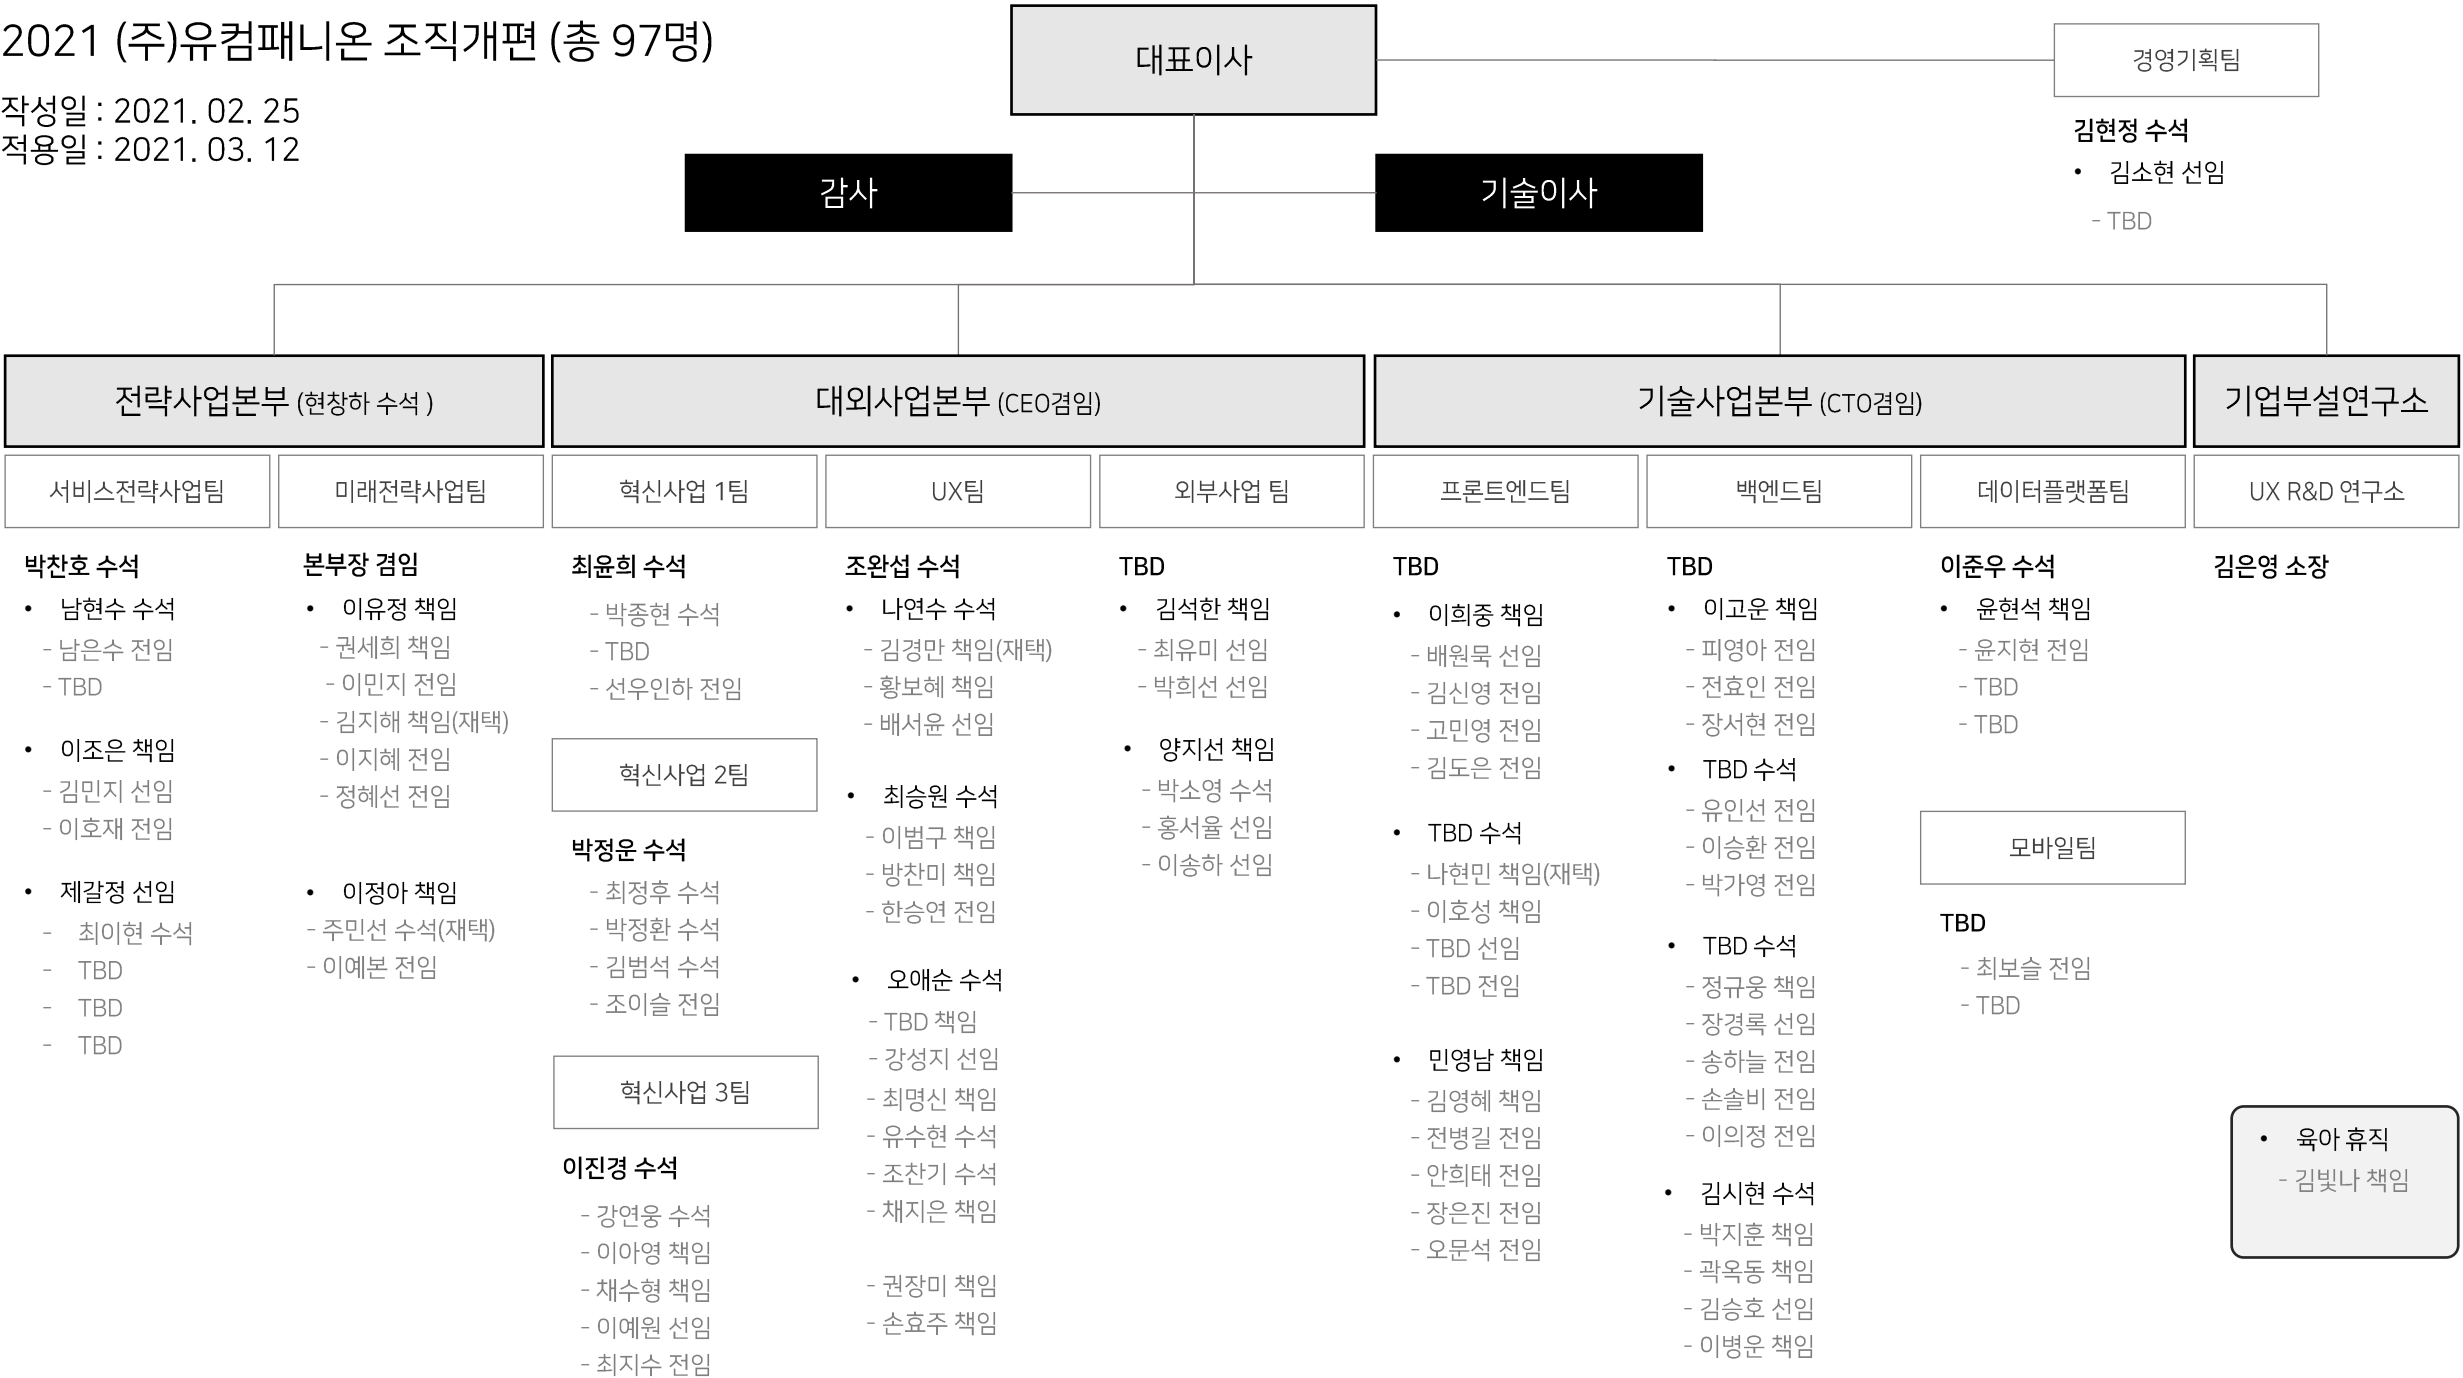 2021 (주)유컴패니온 조직개편 (총 97명)
작성일 : 2021. 02. 25
적용일 : 2021. 03. 12
대표이사
경영기획팀
김현정 수석
• 김소현 선임
- TBD
감사
기술이사
전략사업본부 (현창하 수석 )
서비스전략사업팀
박찬호 수석
• 남현수 수석
- 남은수 전임
- TBD
• 이조은 책임
- 김민지 선임
- 이호재 전임
• 제갈정 선임
- 최이현 수석
- TBD
- TBD
- TBD
미래전략사업팀
본부장 겸임
• 이유정 책임
- 권세희 책임
- 이민지 전임
- 김지해 책임(재택)
- 이지혜 전임
- 정혜선 전임
• 이정아 책임
- 주민선 수석(재택)
- 이예본 전임
대외사업본부 (CEO겸임)
혁신사업 1팀
최윤희 수석
- 박종현 수석
- TBD
- 선우인하 전임
혁신사업 2팀
박정운 수석
- 최정후 수석
- 박정환 수석
- 김범석 수석
- 조이슬 전임
혁신사업 3팀
이진경 수석
- 강연웅 수석
- 이아영 책임
- 채수형 책임
- 이예원 선임
- 최지수 전임
UX팀
조완섭 수석
• 나연수 수석
- 김경만 책임(재택)
- 황보혜 책임
- 배서윤 선임
• 최승원 수석
- 이범구 책임
- 방찬미 책임
- 한승연 전임
• 오애순 수석
- TBD 책임
- 강성지 선임
- 최명신 책임
- 유수현 수석
- 조찬기 수석
- 채지은 책임
- 권장미 책임
- 손효주 책임
외부사업 팀
TBD
• 김석한 책임
- 최유미 선임
- 박희선 선임
• 양지선 책임
- 박소영 수석
- 홍서율 선임
- 이송하 선임
기술사업본부 (CTO겸임)
프론트엔드팀
TBD
• 이희중 책임
- 배원묵 선임
- 김신영 전임
- 고민영 전임
- 김도은 전임
• TBD 수석
- 나현민 책임(재택)
- 이호성 책임
- TBD 선임
- TBD 전임
• 민영남 책임
- 김영혜 책임
- 전병길 전임
- 안희태 전임
- 장은진 전임
- 오문석 전임
백엔드팀
TBD
• 이고운 책임
- 피영아 전임
- 전효인 전임
- 장서현 전임
• TBD 수석
- 유인선 전임
- 이승환 전임
- 박가영 전임
• TBD 수석
- 정규웅 책임
- 장경록 선임
- 송하늘 전임
- 손솔비 전임
- 이의정 전임
• 김시현 수석
- 박지훈 책임
- 곽옥동 책임
- 김승호 선임
- 이병운 책임
데이터플랫폼팀
이준우 수석
• 윤현석 책임
- 윤지현 전임
- TBD
- TBD
모바일팀
TBD
- 최보슬 전임
- TBD
기업부설연구소
UX R&D 연구소
김은영 소장
• 육아 휴직
- 김빛나 책임